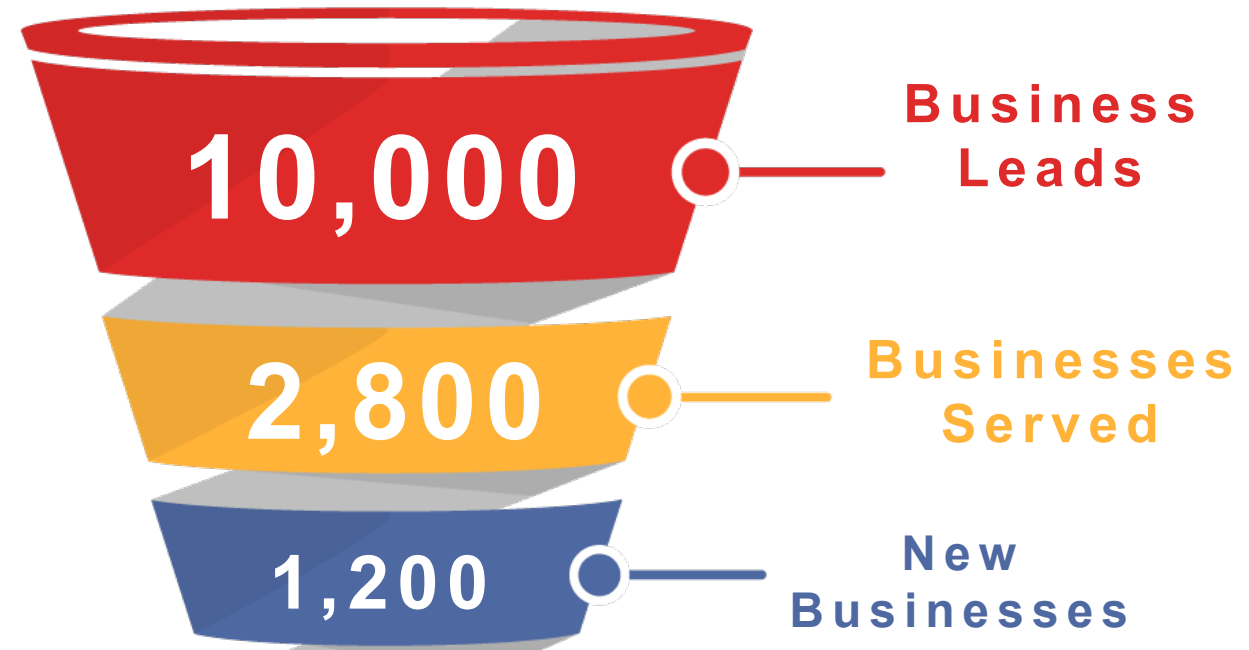 10,000
Business
Leads
2,800
Businesses
Served
1,200
New
Businesses